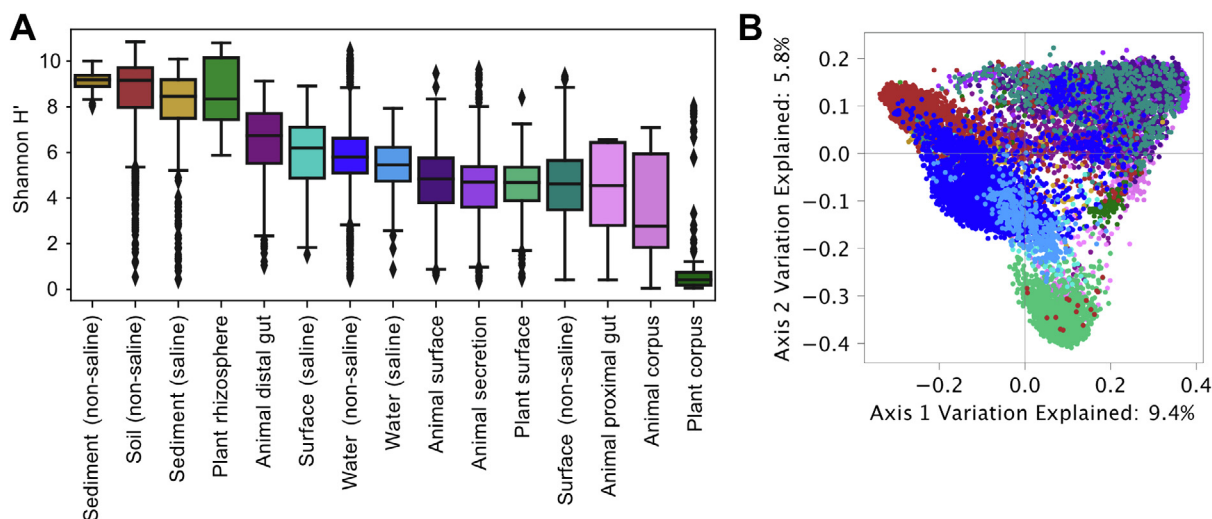 A
Shannon H'
10
8
6
4
2
0
Sediment (non-saline)
Soil (non-saline)
Sediment (saline)
Plant rhizosphere
Animal distal gut
Surface (saline)
Water (non-saline)
Water (saline)
Animal surface
Animal secretion
Plant surface
Surface (non-saline)
Animal proximal gut
Animal corpus
Plant corpus
B
Axis 2 Variation Explained: 5.8%
0.2
0.1
0.0
−0.1
−0.2
−0.3
−0.4
−0.2 0.0 0.2 0.4
Axis 1 Variation Explained: 9.4%